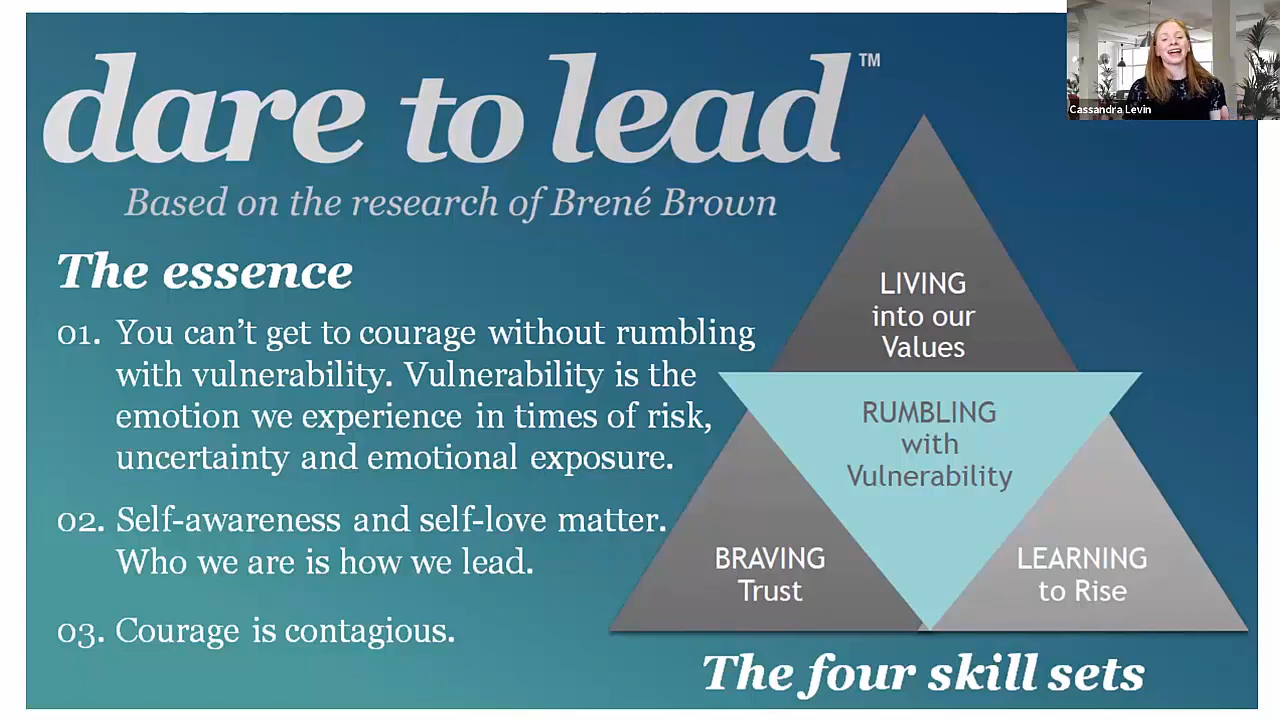 dare to lead™
Based on the research of Brené Brown
The essence
01. You can't get to courage without rumbling
with vulnerability. Vulnerability is the
emotion we experience in times of risk,
uncertainty and emotional exposure.
02. Self-awareness and self-love matter.
Who we are is how we lead.
03. Courage is contagious.
LIVING
into our
Values
RUMBLING
with
Vulnerability
BRAVING
Trust
LEARNING
to Rise
The four skill sets
Cassandra Levin